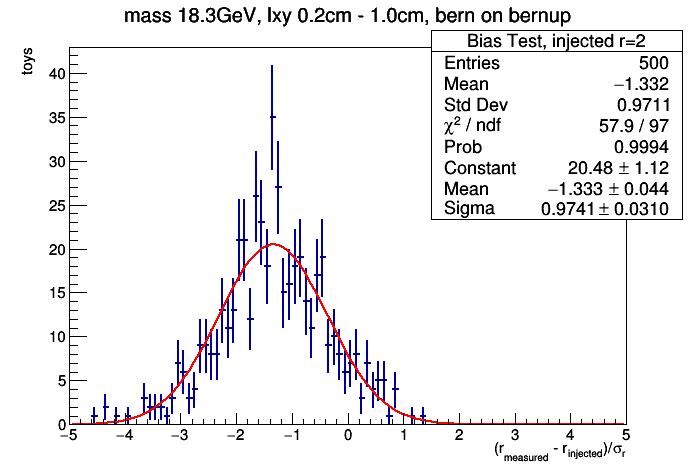 mass 18.3GeV, lxy 0.2cm - 1.0cm, bern on bernup
toys
Bias Test, injected r=2
Entries 500
Mean −1.332
Std Dev 0.9711
χ² / ndf 57.9 / 97
Prob 0.9994
Constant 20.48 ± 1.12
Mean −1.333 ± 0.044
Sigma 0.9741 ± 0.0310
40
35
30
25
20
15
10
5
0
−5 −4 −3 −2 −1 0 1 2 3 4 5
(r_measured - r_injected)/σ_r